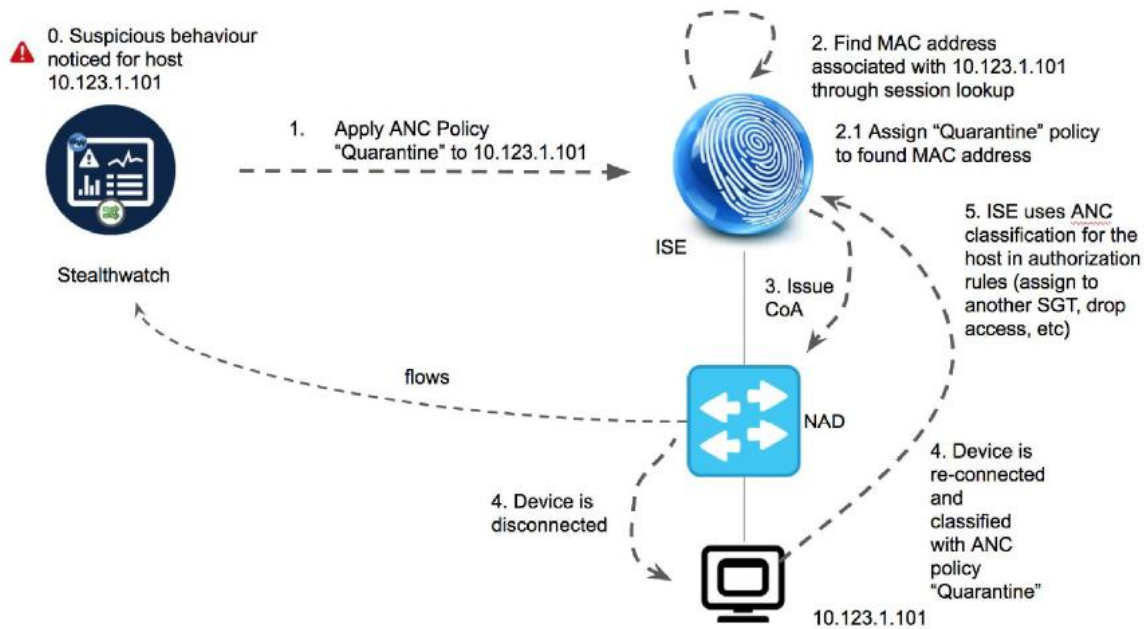 0. Suspicious behaviour
noticed for host
10.123.1.101
Stealthwatch
1. Apply ANC Policy
"Quarantine" to 10.123.1.101
2. Find MAC address
associated with 10.123.1.101
through session lookup
2.1 Assign “Quarantine” policy
to found MAC address
ISE
3. Issue
CoA
5. ISE uses ANC
classification for the
host in authorization
rules (assign to
another SGT, drop
access, etc)
flows
NAD
4. Device is
disconnected
4. Device is
re-connected
and
classified
with ANC
policy
“Quarantine”
10.123.1.101